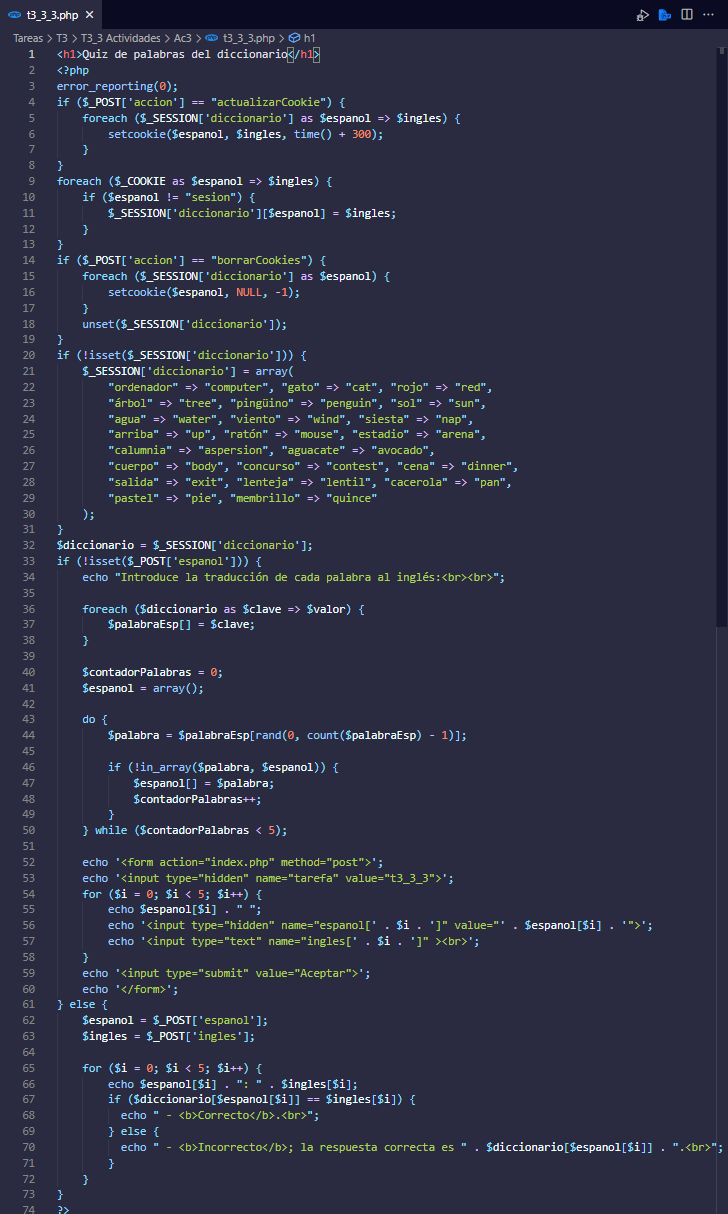 t3_3_3.php
Tareas > T3 > T3_3 Actividades > Ac3 > t3_3_3.php > h1
1 <h1>Quiz de palabras del diccionario</h1>
2 <?php
3 error_reporting(0);
4 if ($_POST['accion'] == "actualizarCookie") {
5 foreach ($_SESSION['diccionario'] as $espanol => $ingles) {
6 setcookie($espanol, $ingles, time() + 300);
7 }
8 }
9 foreach ($_COOKIE as $espanol => $ingles) {
10 if ($espanol != "sesion") {
11 $_SESSION['diccionario'][$espanol] = $ingles;
12 }
13 }
14 if ($_POST['accion'] == "borrarCookies") {
15 foreach ($_SESSION['diccionario'] as $espanol) {
16 setcookie($espanol, NULL, -1);
17 }
18 unset($_SESSION['diccionario']);
19 }
20 if (!isset($_SESSION['diccionario'])) {
21 $_SESSION['diccionario'] = array(
22 "ordenador" => "computer", "gato" => "cat", "rojo" => "red",
23 "árbol" => "tree", "pingüino" => "penguin", "sol" => "sun",
24 "agua" => "water", "viento" => "wind", "siesta" => "nap",
25 "arriba" => "up", "ratón" => "mouse", "estadio" => "arena",
26 "calumnia" => "aspersion", "aguacate" => "avocado",
27 "cuerpo" => "body", "concurso" => "contest", "cena" => "dinner",
28 "salida" => "exit", "lenteja" => "lentil", "cacerola" => "pan",
29 "pastel" => "pie", "membrillo" => "quince"
30 );
31 }
32 $diccionario = $_SESSION['diccionario'];
33 if (!isset($_POST['espanol'])) {
34 echo "Introduce la traducción de cada palabra al inglés:<br><br>";
35
36 foreach ($diccionario as $clave => $valor) {
37 $palabraEsp[] = $clave;
38 }
39
40 $contadorPalabras = 0;
41 $espanol = array();
42
43 do {
44 $palabra = $palabraEsp[rand(0, count($palabraEsp) - 1)];
45
46 if (!in_array($palabra, $espanol)) {
47 $espanol[] = $palabra;
48 $contadorPalabras++;
49 }
50 } while ($contadorPalabras < 5);
51
52 echo '<form action="index.php" method="post">';
53 echo '<input type="hidden" name="tarefa" value="t3_3_3">';
54 for ($i = 0; $i < 5; $i++) {
55 echo $espanol[$i] . " ";
56 echo '<input type="hidden" name="espanol[' . $i . ']" value="' . $espanol[$i] . '">';
57 echo '<input type="text" name="ingles[' . $i . ']" ><br>';
58 }
59 echo '<input type="submit" value="Aceptar">';
60 echo '</form>';
61 } else {
62 $espanol = $_POST['espanol'];
63 $ingles = $_POST['ingles'];
64
65 for ($i = 0; $i < 5; $i++) {
66 echo $espanol[$i] . ": " . $ingles[$i];
67 if ($diccionario[$espanol[$i]] == $ingles[$i]) {
68 echo " - <b>Correcto</b>.<br>";
69 } else {
70 echo " - <b>Incorrecto</b>; la respuesta correcta es " . $diccionario[$espanol[$i]] . ".<br>";
71 }
72 }
73 }
74 ?>